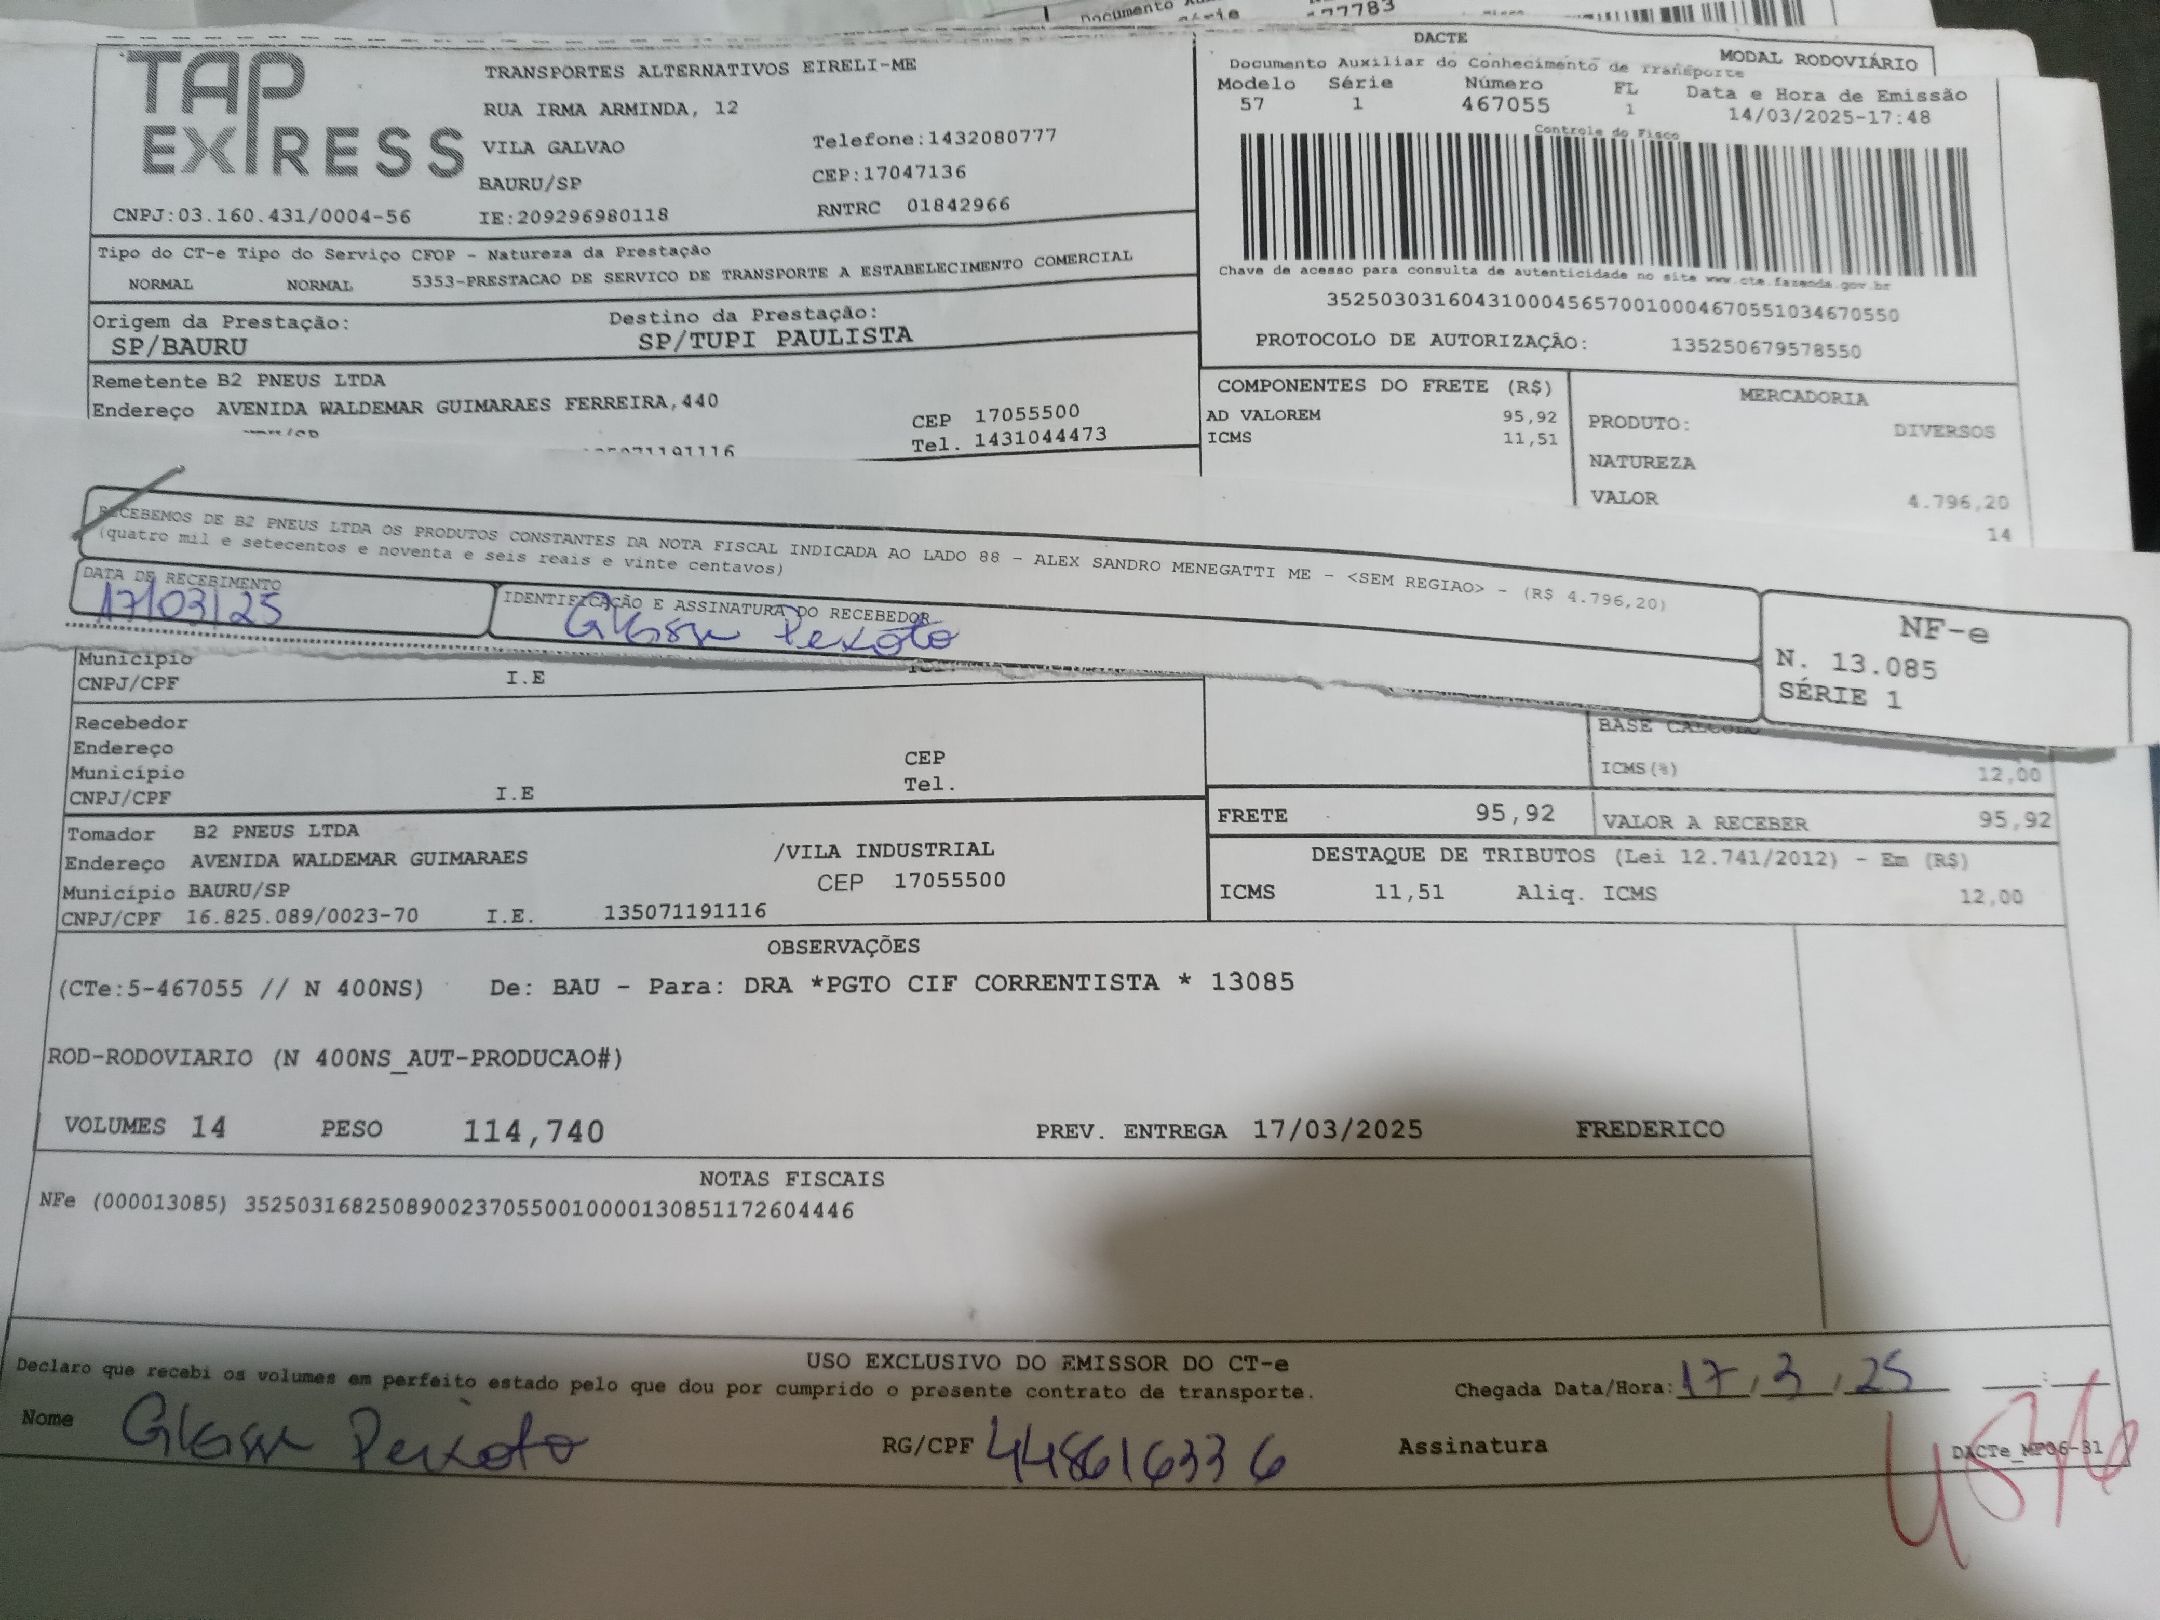 Documento
série
177783
TAP EXPRESS
TRANSPORTES ALTERNATIVOS EIRELI-ME
RUA IRMA ARMINDA, 12
VILA GALVAO Telefone:1432080777
BAURU/SP CEP:17047136
CNPJ:03.160.431/0004-56 IE:209296980118 RNTRC 01842966
DACTE
Documento Auxiliar do Conhecimento de Transporte MODAL RODOVIÁRIO
Modelo Série Número FL Data e Hora de Emissão
57 1 467055 1 14/03/2025-17:48
Controle do Fisco
Chave de acesso para consulta de autenticidade no site www.cte.fazenda.gov.br
35250303160431000456570010004670551034670550
PROTOCOLO DE AUTORIZAÇÃO: 135250679578550
Tipo do CT-e Tipo do Serviço CFOP - Natureza da Prestação
NORMAL NORMAL 5353-PRESTACAO DE SERVICO DE TRANSPORTE A ESTABELECIMENTO COMERCIAL
Origem da Prestação: Destino da Prestação:
SP/BAURU SP/TUPI PAULISTA
Remetente B2 PNEUS LTDA
Endereço AVENIDA WALDEMAR GUIMARAES FERREIRA,440 CEP 17055500
Tel. 1431044473
COMPONENTES DO FRETE (R$)
AD VALOREM 95,92
ICMS 11,51
MERCADORIA
PRODUTO: DIVERSOS
NATUREZA
VALOR 4.796,20
14
RECEBEMOS DE B2 PNEUS LTDA OS PRODUTOS CONSTANTES DA NOTA FISCAL INDICADA AO LADO 88 - ALEX SANDRO MENEGATTI ME - <SEM REGIAO> - (R$ 4.796,20)
(quatro mil e setecentos e noventa e seis reais e vinte centavos)
DATA DE RECEBIMENTO IDENTIFICAÇÃO E ASSINATURA DO RECEBEDOR
17/03/25 Peixoto
NF-e
N. 13.085
SÉRIE 1
Município
CNPJ/CPF I.E
Recebedor
Endereço
Município CEP
CNPJ/CPF I.E Tel.
BASE CALCULO
ICMS(%) 12,00
FRETE 95,92 VALOR A RECEBER 95,92
DESTAQUE DE TRIBUTOS (Lei 12.741/2012) - Em (R$)
ICMS 11,51 Aliq. ICMS 12,00
Tomador B2 PNEUS LTDA
Endereço AVENIDA WALDEMAR GUIMARAES /VILA INDUSTRIAL
Município BAURU/SP CEP 17055500
CNPJ/CPF 16.825.089/0023-70 I.E. 135071191116
OBSERVAÇÕES
(CTe:5-467055 // N 400NS) De: BAU - Para: DRA *PGTO CIF CORRENTISTA * 13085
ROD-RODOVIARIO (N 400NS_AUT-PRODUCAO#)
VOLUMES 14 PESO 114,740 PREV. ENTREGA 17/03/2025 FREDERICO
NOTAS FISCAIS
NFe (000013085) 35250316825089002370550010000130851172604446
USO EXCLUSIVO DO EMISSOR DO CT-e
Declaro que recebi os volumes em perfeito estado pelo que dou por cumprido o presente contrato de transporte. Chegada Data/Hora: 17/3/25
Nome Peixoto RG/CPF 448616336 Assinatura
DACTe_MP06-31